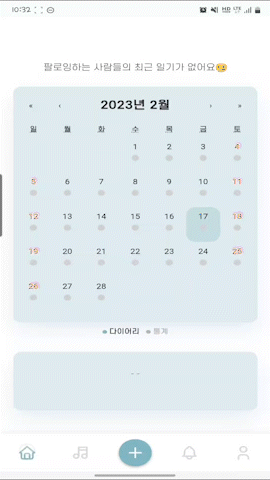 10:32
팔로잉하는 사람들의 최근 일기가 없어요🥲
« ‹ 2023년 2월 › »
일 월 화 수 목 금 토
1 2 3 4
5 6 7 8 9 10 11
12 13 14 15 16 17 18
19 20 21 22 23 24 25
26 27 28
다이어리 통계
- -